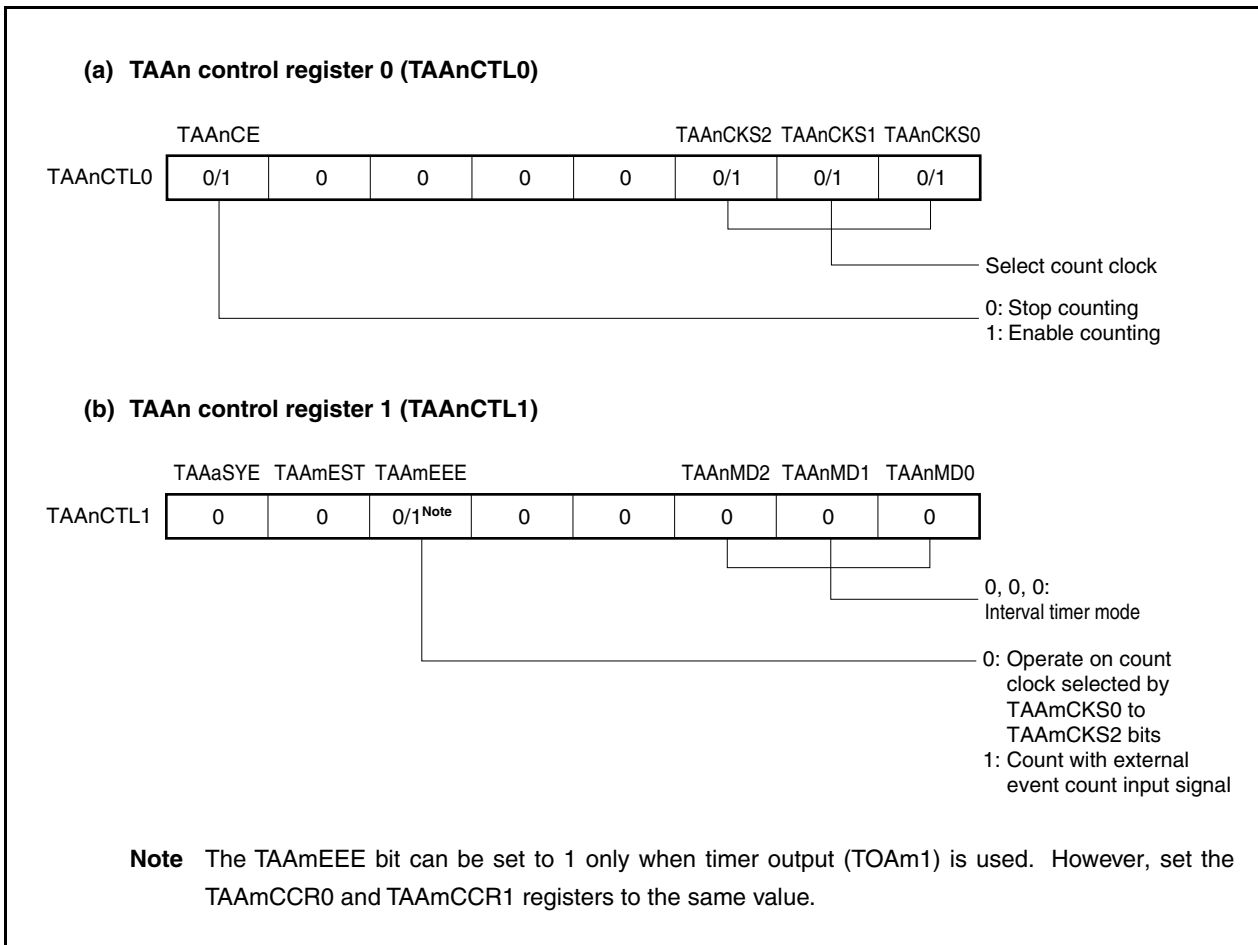 (a) TAAn control register 0 (TAAnCTL0)
TAAnCE TAAnCKS2 TAAnCKS1 TAAnCKS0
TAAnCTL0 0/1 0 0 0 0 0/1 0/1 0/1
Select count clock
0: Stop counting
1: Enable counting
(b) TAAn control register 1 (TAAnCTL1)
TAAaSYE TAAmEST TAAmEEE TAAnMD2 TAAnMD1 TAAnMD0
TAAnCTL1 0 0 0/1Note 0 0 0 0 0
0, 0, 0:
Interval timer mode
0: Operate on count
clock selected by
TAAmCKS0 to
TAAmCKS2 bits
1: Count with external
event count input signal
Note The TAAmEEE bit can be set to 1 only when timer output (TOAm1) is used. However, set the
TAAmCCR0 and TAAmCCR1 registers to the same value.